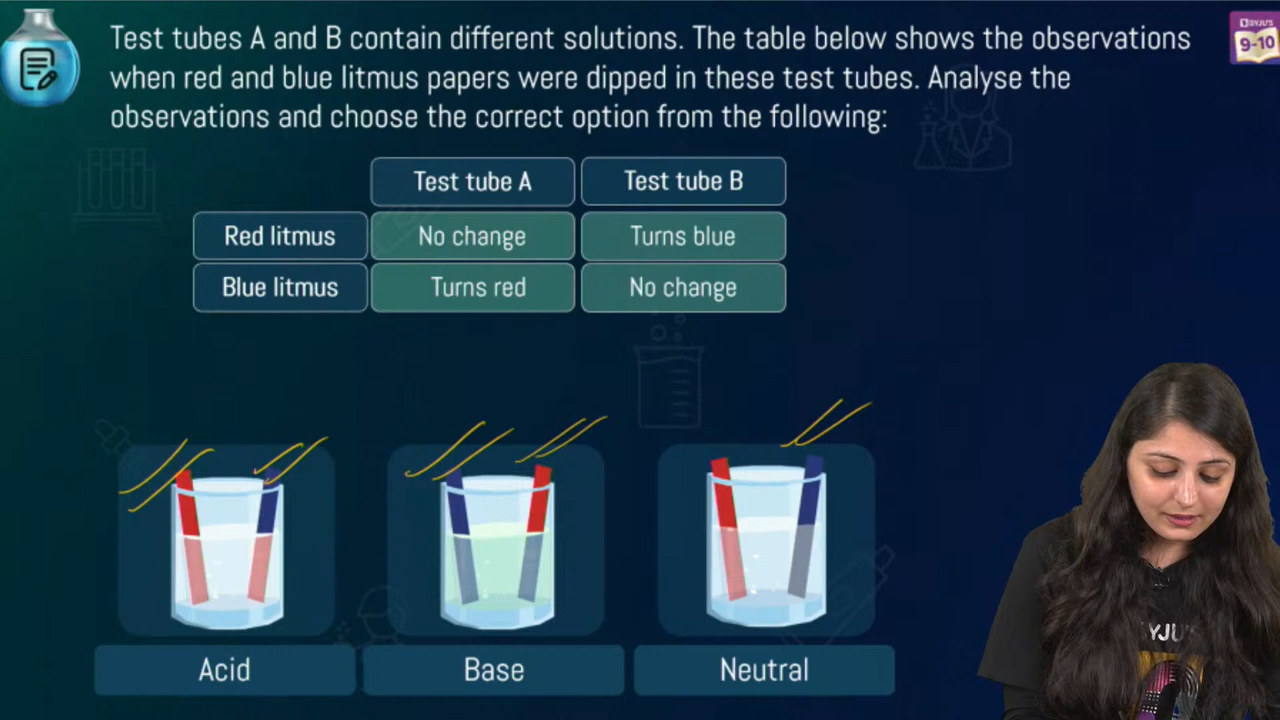 Test tubes A and B contain different solutions. The table below shows the observations
BYJU'S
9-10
when red and blue litmus papers were dipped in these test tubes. Analyse the
observations and choose the correct option from the following:
Test tube A Test tube B
Red litmus No change Turns blue
Blue litmus Turns red No change
YJU'S
Acid Base Neutral